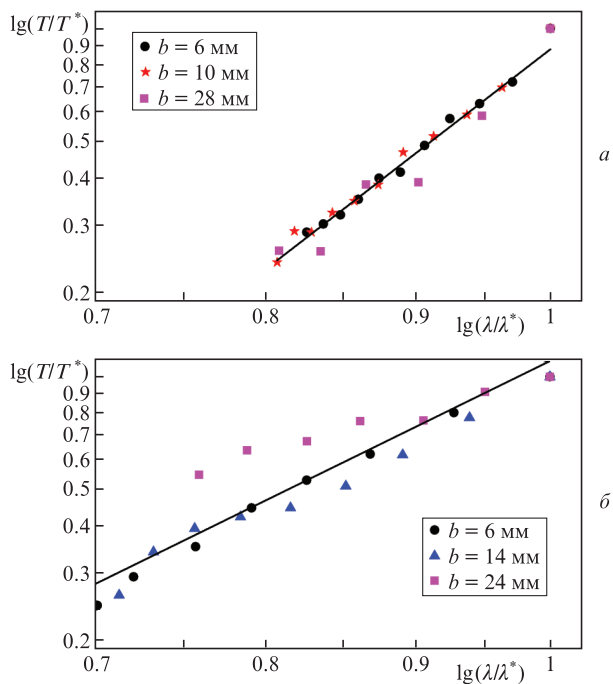 lg(T/T*)
0.9
0.8
0.7
0.6
0.5
0.4
0.3
0.2
b = 6 мм
b = 10 мм
b = 28 мм
а
0.7 0.8 0.9 1
lg(λ/λ*)
lg(T/T*)
0.9
0.8
0.7
0.6
0.5
0.4
0.3
0.2
b = 6 мм
b = 14 мм
b = 24 мм
б
0.7 0.8 0.9 1
lg(λ/λ*)